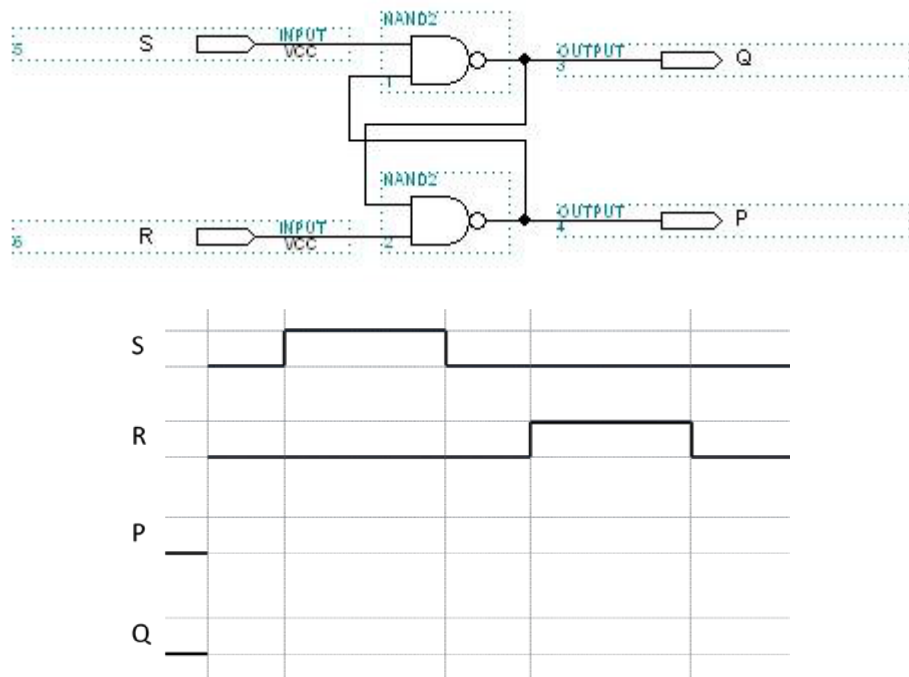 NAND2
5 S INPUT VCC OUTPUT 3 Q
1
NAND2
6 R INPUT VCC OUTPUT 4 P
2
S
R
P
Q